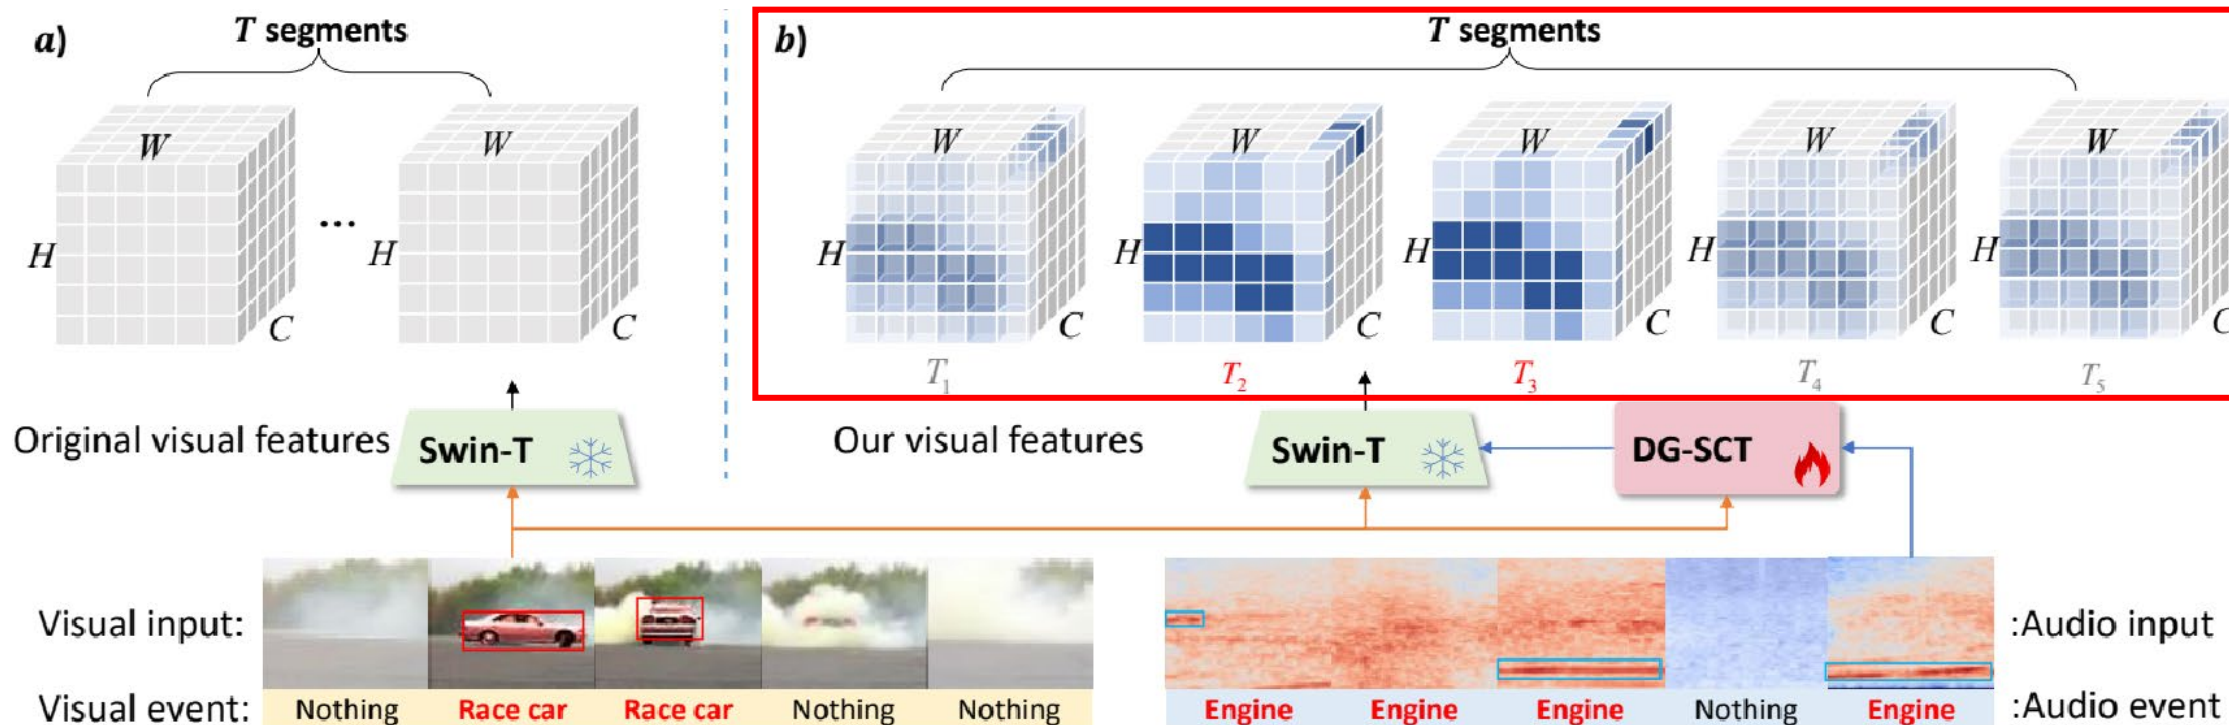 a)
T segments
W
W
...
H
H
C
C
b)
T segments
W
W
W
W
W
H
H
H
H
H
C
C
C
C
C
T1
T2
T3
T4
T5
Original visual features
Swin-T
Our visual features
Swin-T
DG-SCT
Visual input:
:Audio input
Visual event:
Nothing
Race car
Race car
Nothing
Nothing
Engine
Engine
Engine
Nothing
Engine
:Audio event